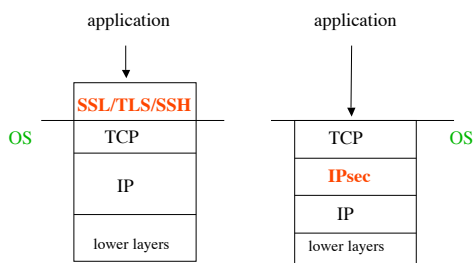 application
SSL/TLS/SSH
OS
TCP
IP
lower layers
application
TCP
OS
IPsec
IP
lower layers